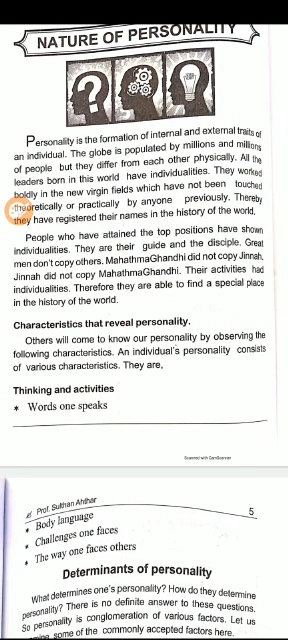 NATURE OF PERSONALITY
Personality is the formation of internal and external traits of
an individual. The globe is populated by millions and millions
of people but they differ from each other physically. All the
leaders born in this world have individualities. They worked
boldly in the new virgin fields which have not been touched
theoretically or practically by anyone previously. Thereby
they have registered their names in the history of the world.
People who have attained the top positions have shown
individualities. They are their guide and the disciple. Great
men don't copy others. MahathmaGhandhi did not copy Jinnah,
Jinnah did not copy MahathmaGhandhi. Their activities had
individualities. Therefore they are able to find a special place
in the history of the world.
Characteristics that reveal personality.
Others will come to know our personality by observing the
following characteristics. An individual's personality consists
of various characteristics. They are,
Thinking and activities
* Words one speaks
Scanned with CamScanner
Prof. Sulthan Ahthar 5
* Body language
* Challenges one faces
* The way one faces others
Determinants of personality
What determines one's personality? How do they determine
personality? There is no definite answer to these questions.
So personality is conglomeration of various factors. Let us
some of the commonly accepted factors here.